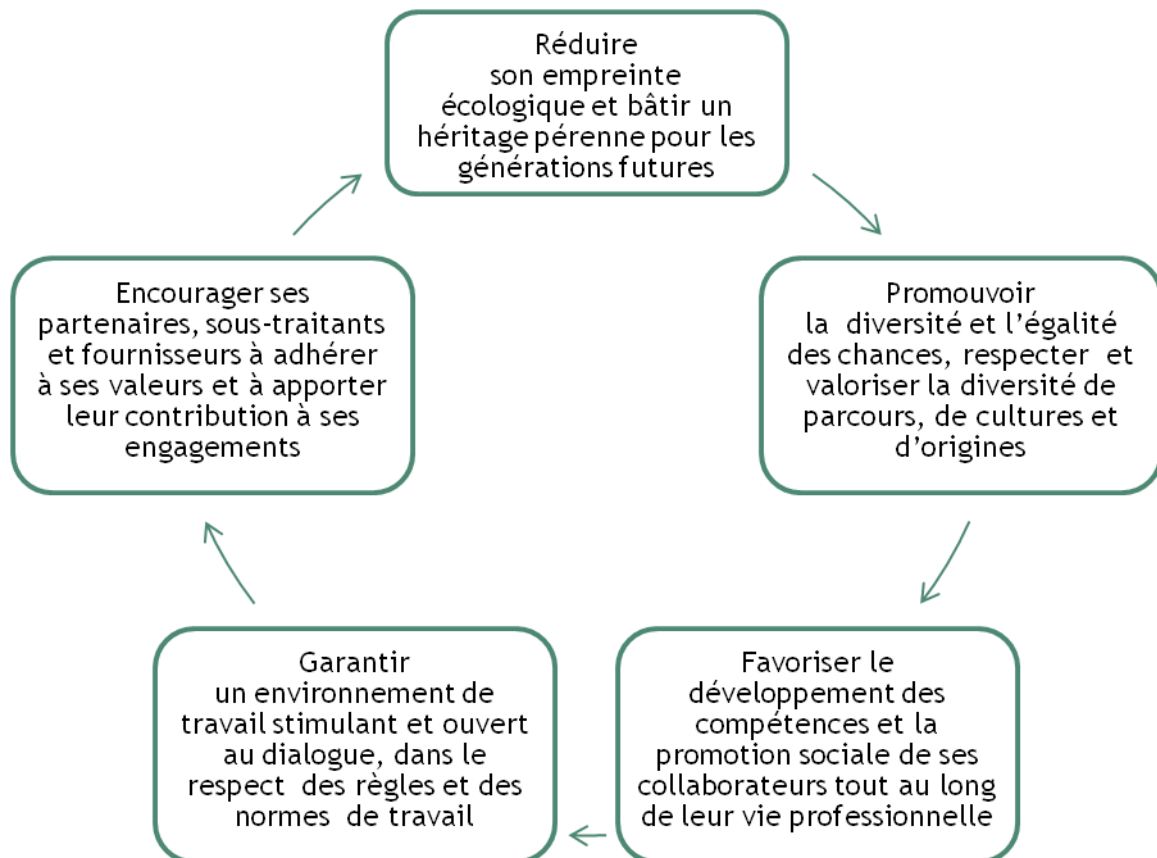 Réduire
son empreinte
écologique et bâtir un
héritage pérenne pour les
générations futures
Promouvoir
la diversité et l'égalité
des chances, respecter et
valoriser la diversité de
parcours, de cultures et
d'origines
Favoriser le
développement des
compétences et la
promotion sociale de ses
collaborateurs tout au long
de leur vie professionnelle
Garantir
un environnement de
travail stimulant et ouvert
au dialogue, dans le
respect des règles et des
normes de travail
Encourager ses
partenaires, sous-traitants
et fournisseurs à adhérer
à ses valeurs et à apporter
leur contribution à ses
engagements